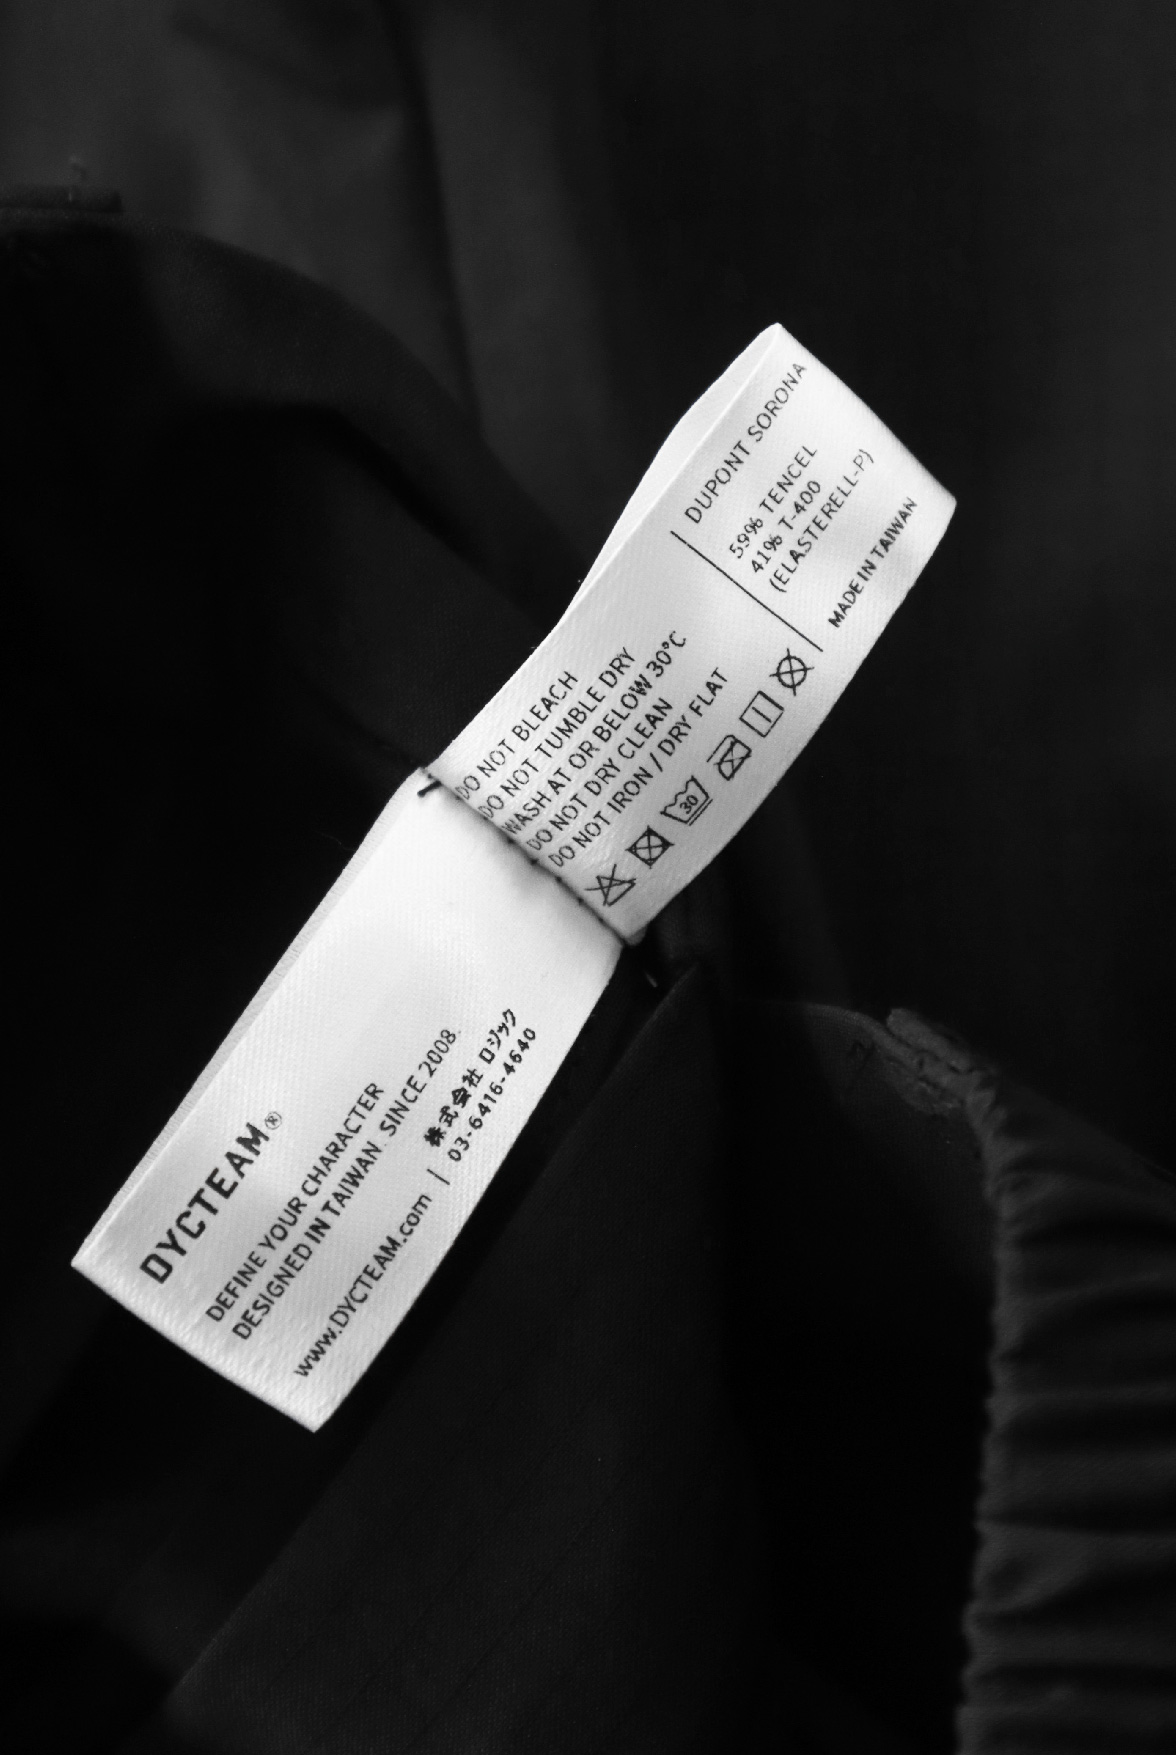 DUPONT SORONA
59% TENCEL
41% T-400
(ELASTERELL-P)
MADE IN TAIWAN
DO NOT BLEACH
DO NOT TUMBLE DRY
WASH AT OR BELOW 30°C
DO NOT DRY CLEAN
DO NOT IRON / DRY FLAT
30
DYCTEAM®
DEFINE YOUR CHARACTER
DESIGNED IN TAIWAN. SINCE 2008.
www.DYCTEAM.com | 株式会社 ロジック
03-6416-4640